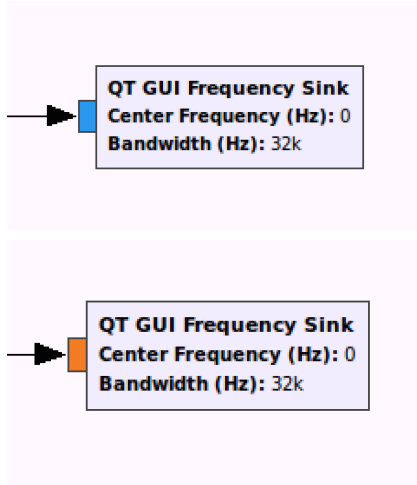 QT GUI Frequency Sink
Center Frequency (Hz): 0
Bandwidth (Hz): 32k
QT GUI Frequency Sink
Center Frequency (Hz): 0
Bandwidth (Hz): 32k